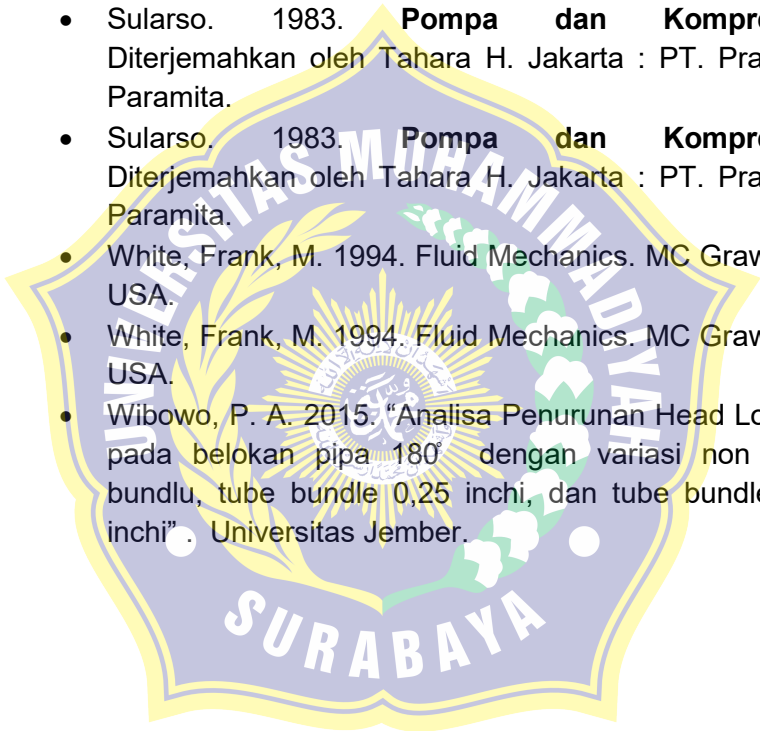 • Sularso. 1983. Pompa dan Kompre
Diterjemahkan oleh Tahara H. Jakarta : PT. Pra
Paramita.
• Sularso. 1983. Pompa dan Kompre
Diterjemahkan oleh Tahara H. Jakarta : PT. Pra
Paramita.
• White, Frank, M. 1994. Fluid Mechanics. MC Graw
USA.
• White, Frank, M. 1994. Fluid Mechanics. MC Graw
USA.
• Wibowo, P. A. 2015. “Analisa Penurunan Head Lo
pada belokan pipa 180° dengan variasi non
bundlu, tube bundle 0,25 inchi, dan tube bundle
inchi” . Universitas Jember.
UNIVERSITAS MUHAMMADIYAH
SURABAYA